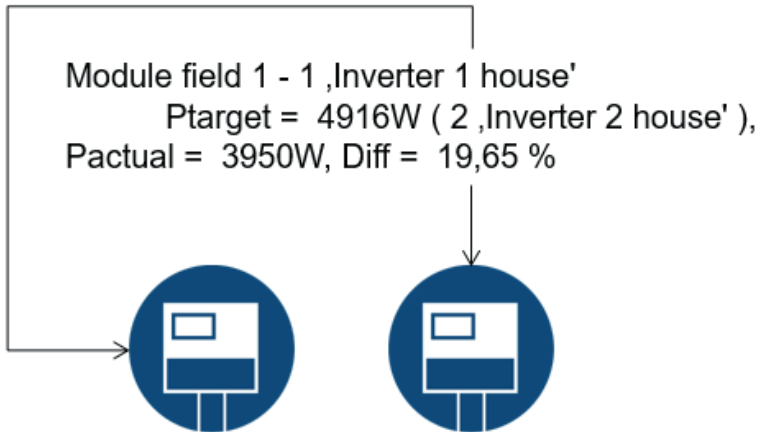 Module field 1 - 1 ,Inverter 1 house'
Ptarget = 4916W ( 2 ,Inverter 2 house' ),
Pactual = 3950W, Diff = 19,65 %